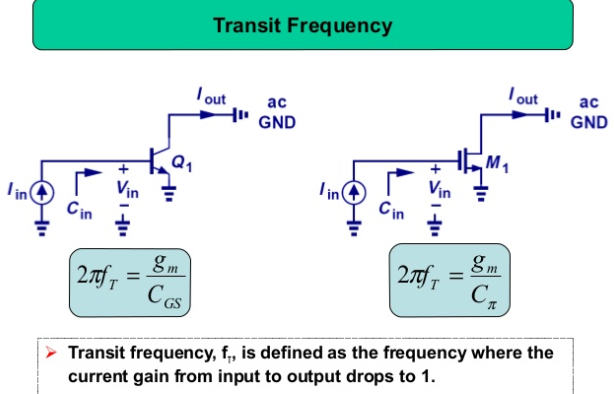 Transit Frequency
I out
ac
GND
Q1
I in
C in
+
V in
−
I out
ac
GND
M1
I in
C in
+
V in
−
2πf_T = g_m / C_GS
2πf_T = g_m / C_π
➢ Transit frequency, f_T, is defined as the frequency where the
current gain from input to output drops to 1.